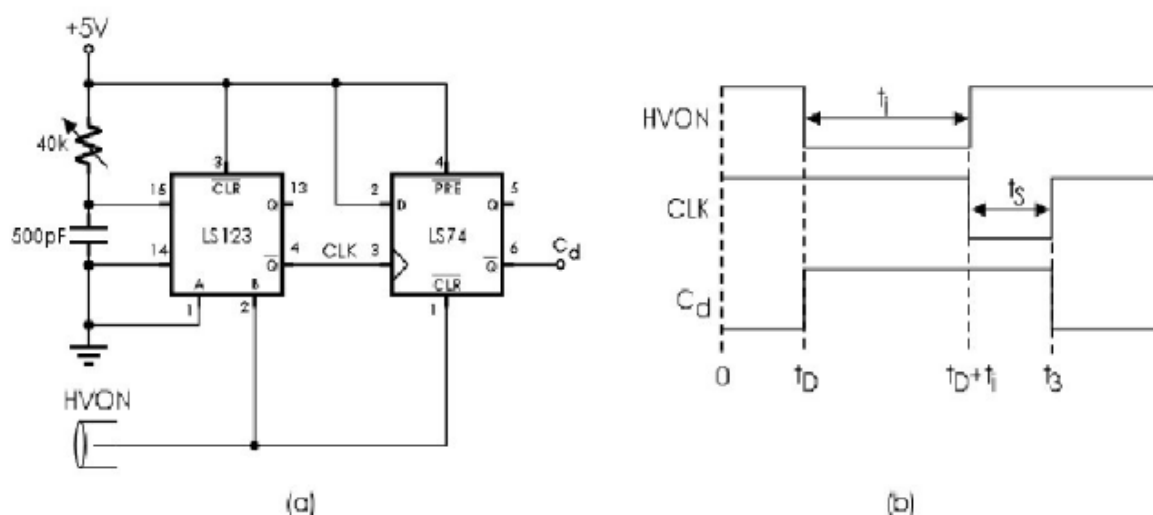 +5V
40k
500pF
15
14
3
CLR
13
Q
LS123
Q
4
A
B
1
2
CLK
4
PRE
2
D
5
Q
LS74
3
Q
6
CLR
1
Cd
HVON
(a)
HVON
ti
CLK
tS
Cd
0
tD
tD+ti
t3
(b)